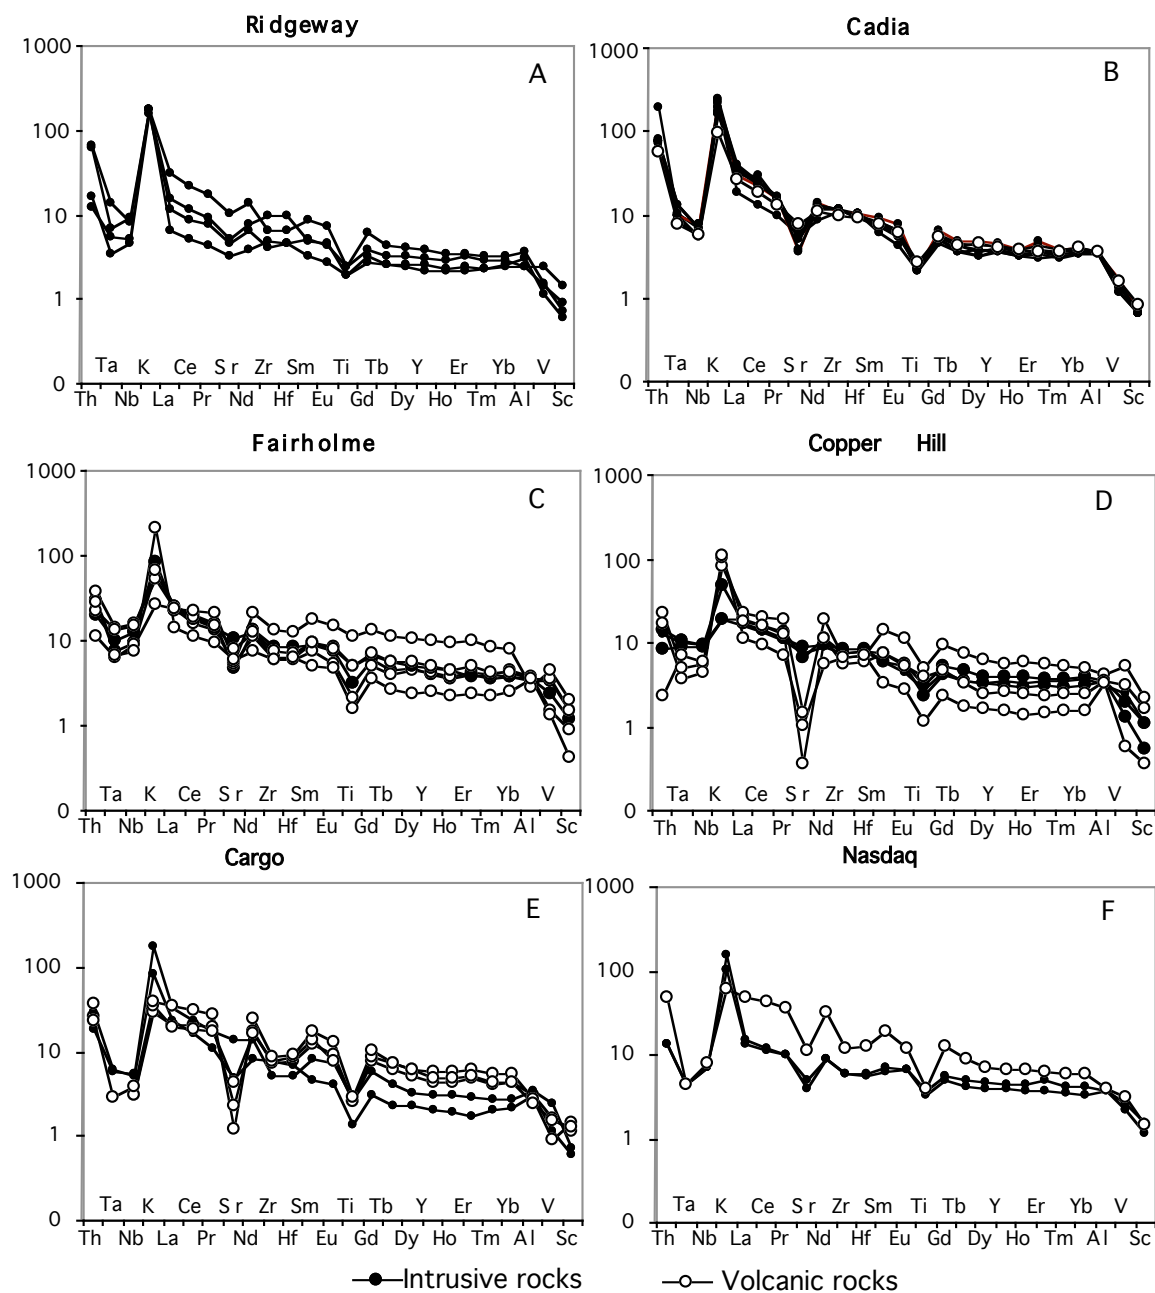 Ridgeway
1000
A
100
10
1
0
Ta K Ce Sr Zr Sm Ti Tb Y Er Yb V
Th Nb La Pr Nd Hf Eu Gd Dy Ho Tm Al Sc
Cadia
1000
B
100
10
1
0
Ta K Ce Sr Zr Sm Ti Tb Y Er Yb V
Th Nb La Pr Nd Hf Eu Gd Dy Ho Tm Al Sc
Fairholme
1000
C
100
10
1
0
Ta K Ce Sr Zr Sm Ti Tb Y Er Yb V
Th Nb La Pr Nd Hf Eu Gd Dy Ho Tm Al Sc
Copper Hill
1000
D
100
10
1
0
Ta K Ce Sr Zr Sm Ti Tb Y Er Yb V
Th Nb La Pr Nd Hf Eu Gd Dy Ho Tm Al Sc
Cargo
1000
E
100
10
1
0
Ta K Ce Sr Zr Sm Ti Tb Y Er Yb V
Th Nb La Pr Nd Hf Eu Gd Dy Ho Tm Al Sc
Nasdaq
1000
F
100
10
1
0
Ta K Ce Sr Zr Sm Ti Tb Y Er Yb V
Th Nb La Pr Nd Hf Eu Gd Dy Ho Tm Al Sc
Intrusive rocks
Volcanic rocks